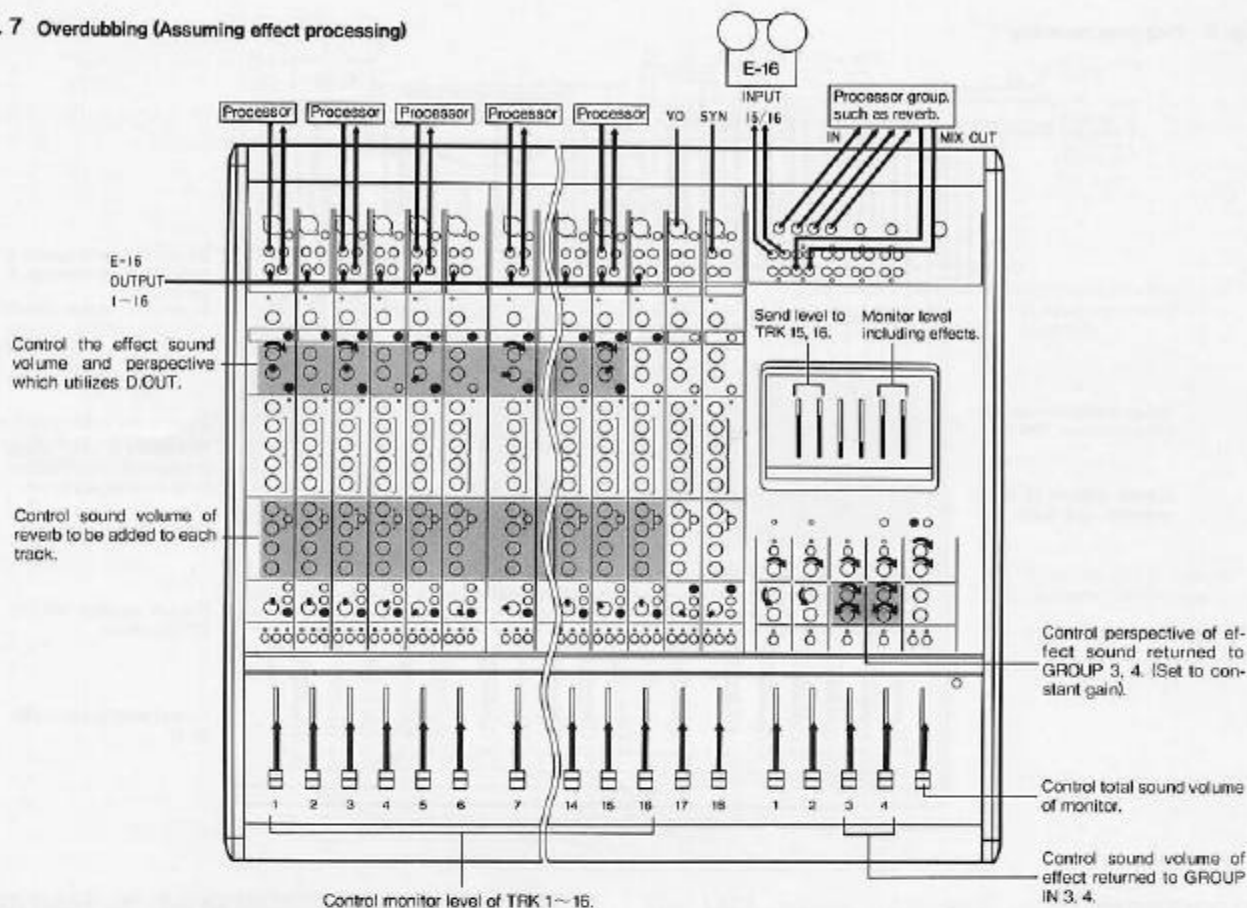 . 7 Overdubbing (Assuming effect processing)
E-16
INPUT
15/16
Processor Processor Processor Processor Processor VO SYN
Processor group,
such as reverb.
IN
MIX OUT
E-16
OUTPUT
1~16
Control the effect sound
volume and perspective
which utilizes D.OUT.
Send level to
TRK 15, 16.
Monitor level
including effects.
Control sound volume of
reverb to be added to each
track.
Control perspective of ef-
fect sound returned to
GROUP 3, 4. (Set to con-
stant gain).
1 2 3 4 5 6 7 14 15 16 17 18 1 2 3 4
Control total sound volume
of monitor.
Control sound volume of
effect returned to GROUP
IN 3, 4.
Control monitor level of TRK 1~16.